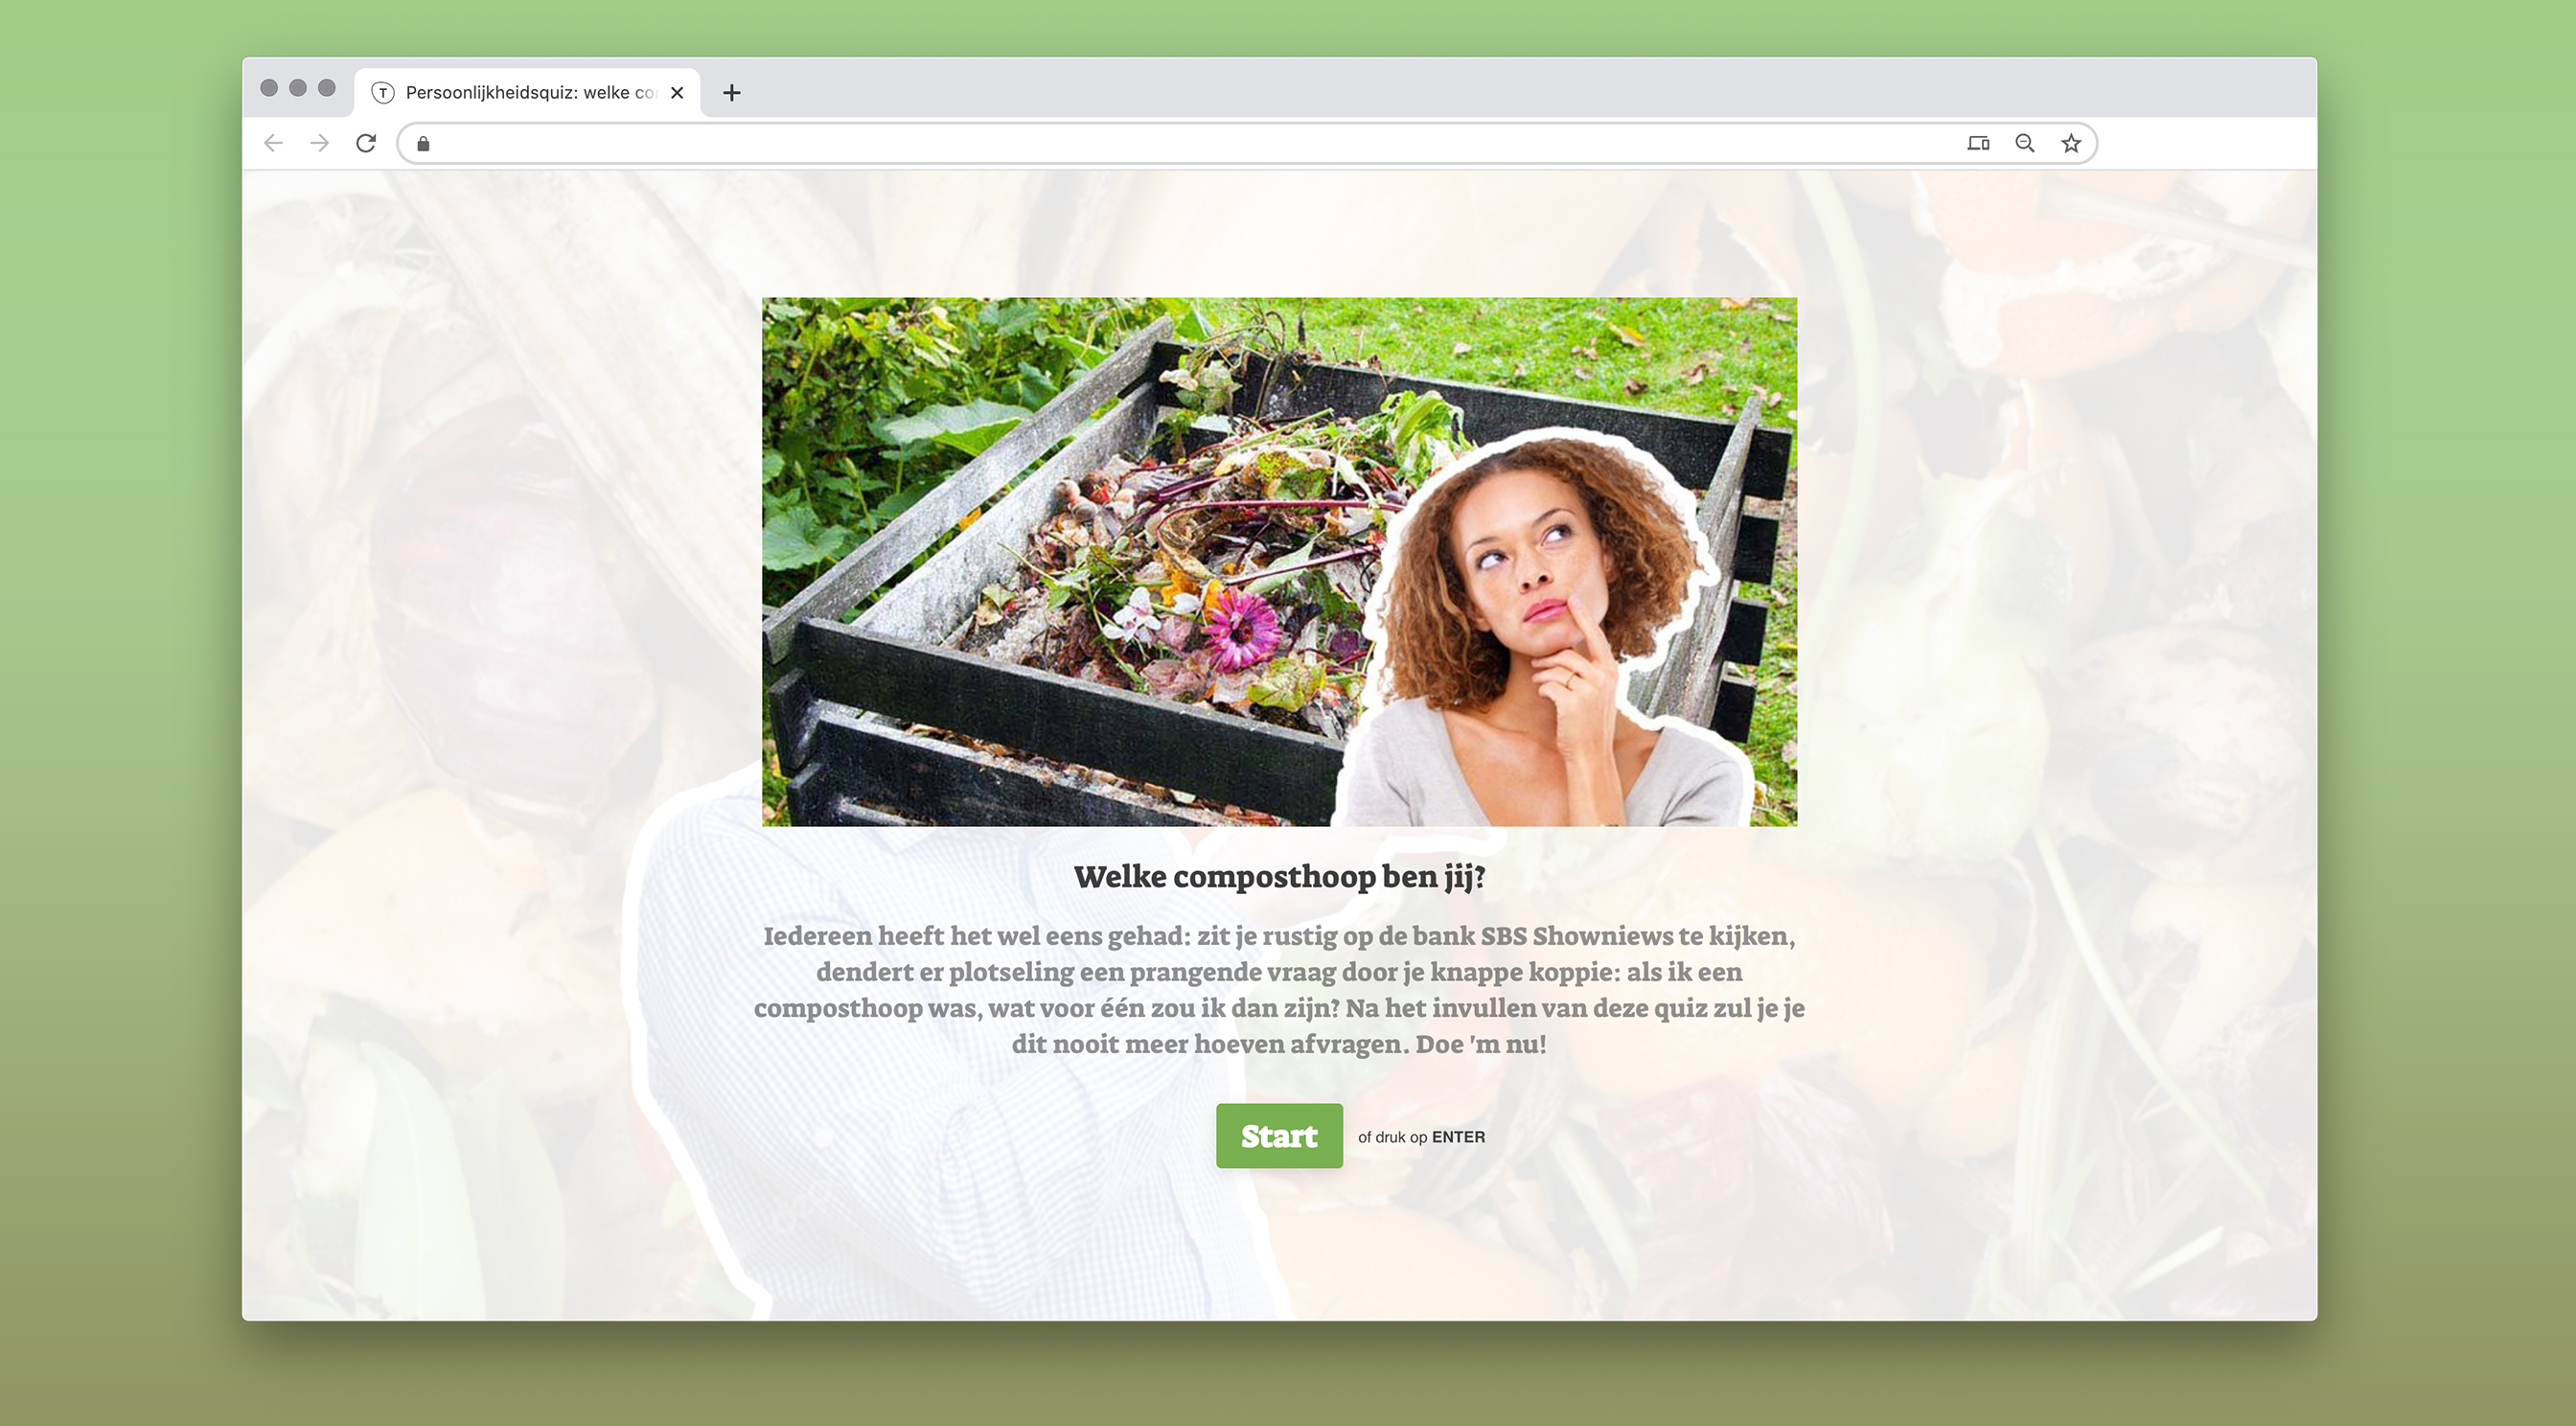 T
Persoonlijkheidsquiz: welke co
Welke composthoop ben jij?
Iedereen heeft het wel eens gehad: zit je rustig op de bank SBS Shownieuws te kijken,
dendert er plotseling een prangende vraag door je knappe koppie: als ik een
composthoop was, wat voor één zou ik dan zijn? Na het invullen van deze quiz zul je je
dit nooit meer hoeven afvragen. Doe 'm nu!
Start of druk op ENTER